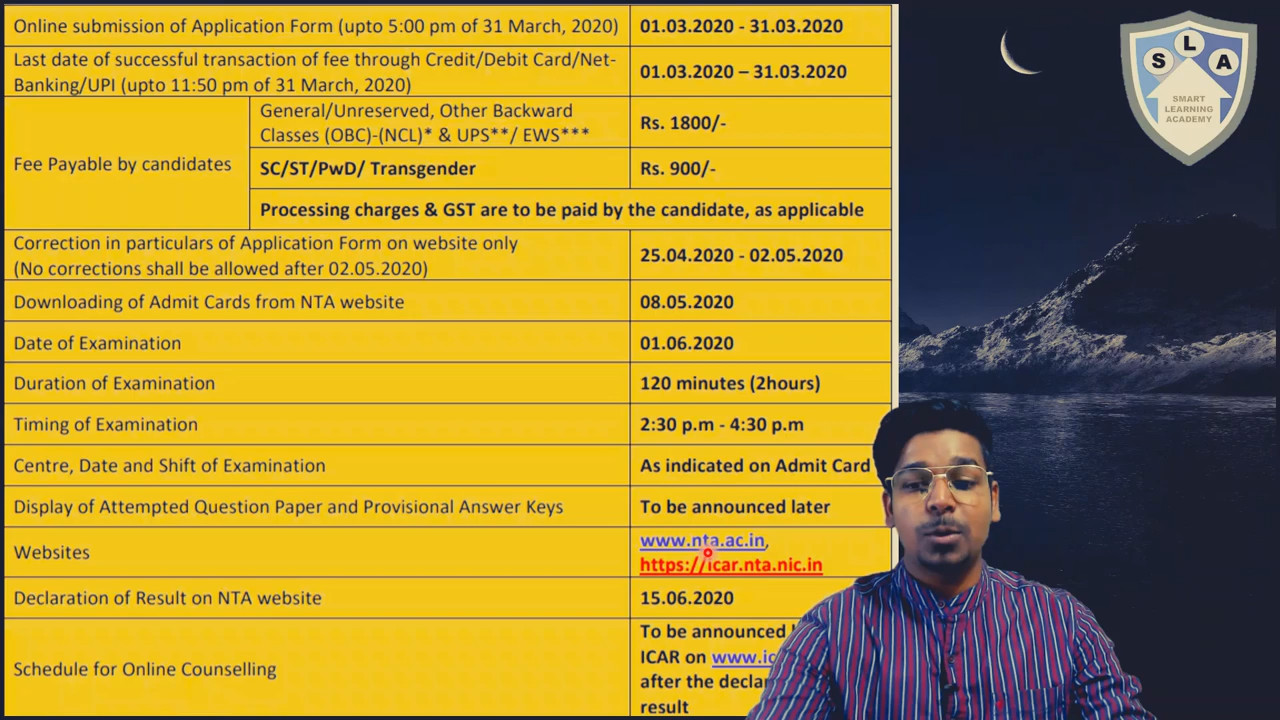 Online submission of Application Form (upto 5:00 pm of 31 March, 2020)
01.03.2020 - 31.03.2020
Last date of successful transaction of fee through Credit/Debit Card/Net-
Banking/UPI (upto 11:50 pm of 31 March, 2020)
01.03.2020 – 31.03.2020
Fee Payable by candidates
General/Unreserved, Other Backward
Classes (OBC)-(NCL)* & UPS**/ EWS***
Rs. 1800/-
SC/ST/PwD/ Transgender
Rs. 900/-
Processing charges & GST are to be paid by the candidate, as applicable
Correction in particulars of Application Form on website only
(No corrections shall be allowed after 02.05.2020)
25.04.2020 - 02.05.2020
Downloading of Admit Cards from NTA website
08.05.2020
Date of Examination
01.06.2020
Duration of Examination
120 minutes (2hours)
Timing of Examination
2:30 p.m - 4:30 p.m
Centre, Date and Shift of Examination
As indicated on Admit Card
Display of Attempted Question Paper and Provisional Answer Keys
To be announced later
Websites
www.nta.ac.in,
https://icar.nta.nic.in
Declaration of Result on NTA website
15.06.2020
Schedule for Online Counselling
To be announced
ICAR on
after the
result
S L A
SMART
LEARNING
ACADEMY